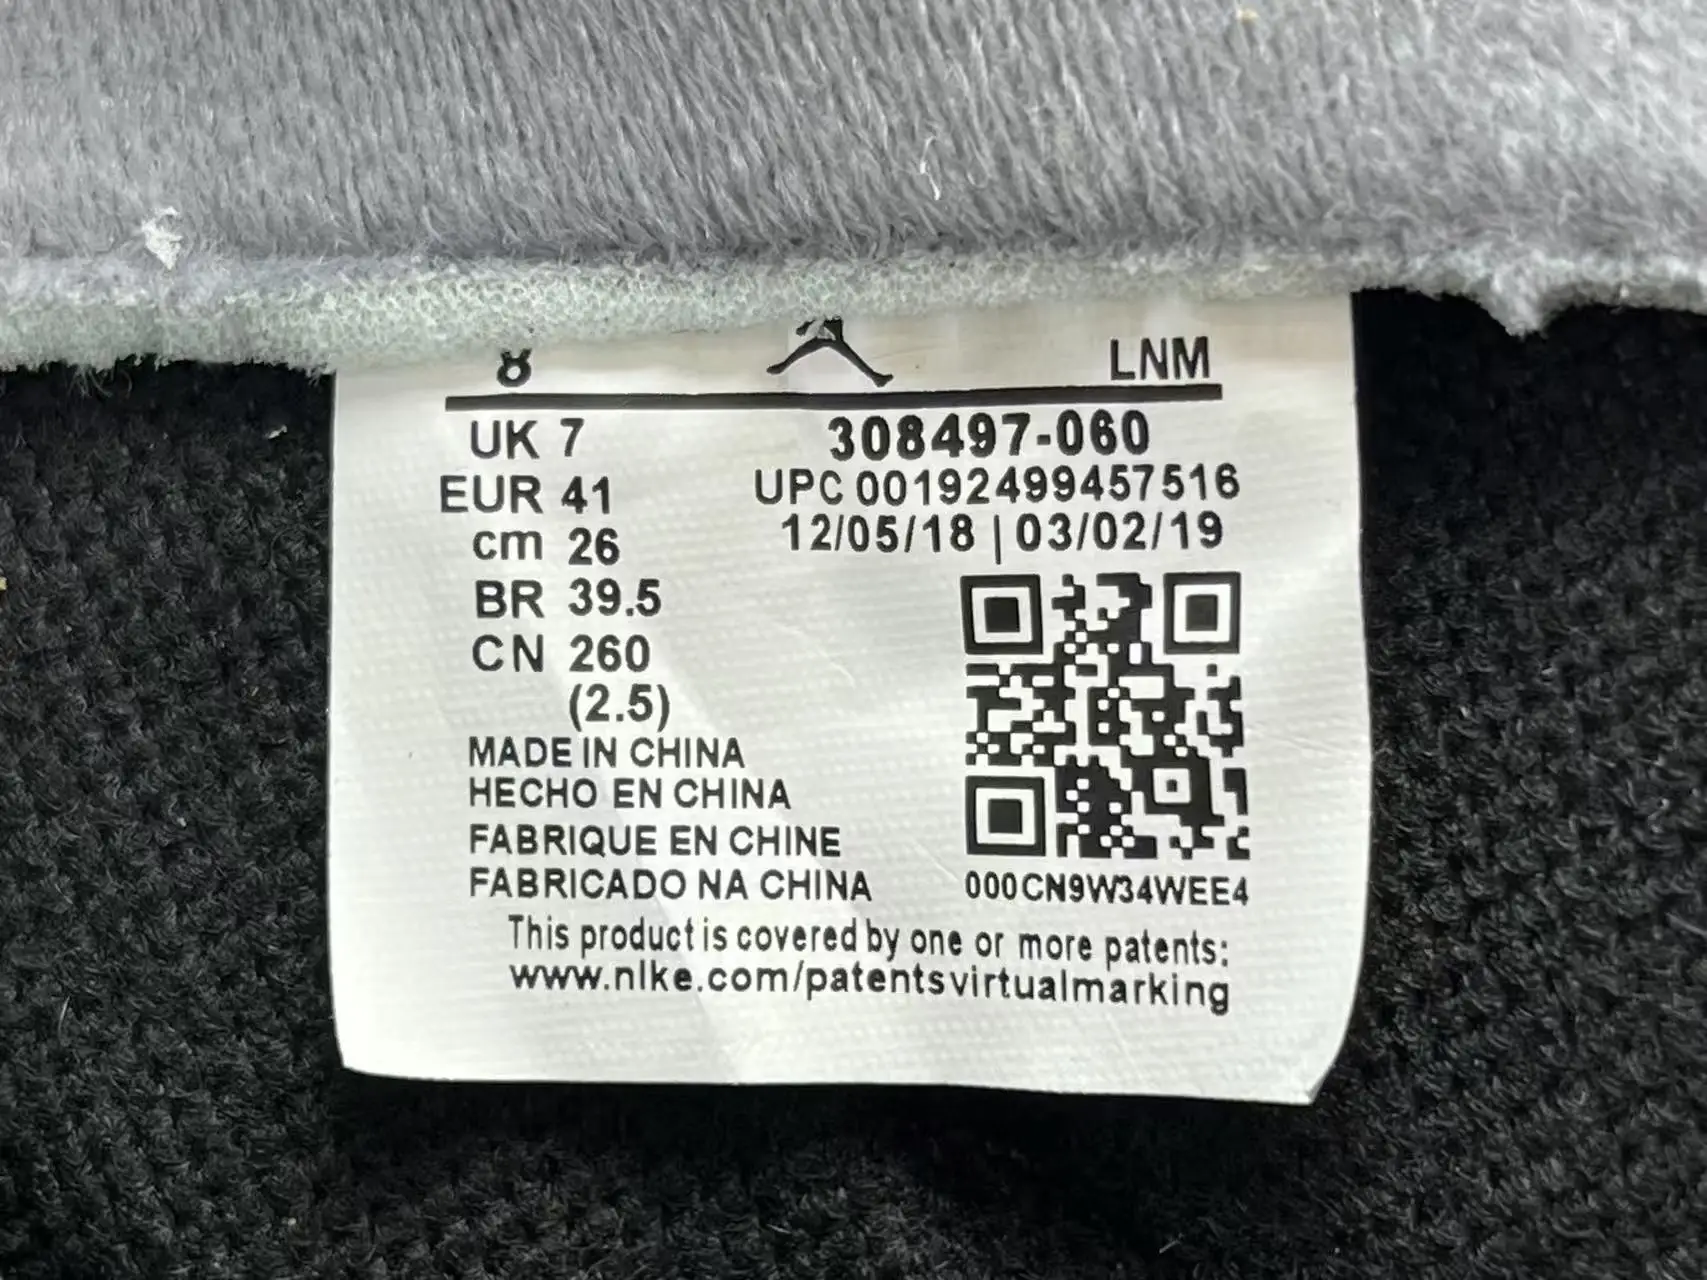 8 LNM
UK 7 308497-060
EUR 41 UPC 00192499457516
cm 26 12/05/18 | 03/02/19
BR 39.5
CN 260
(2.5)
MADE IN CHINA
HECHO EN CHINA
FABRIQUE EN CHINE
FABRICADO NA CHINA
000CN9W34WEE4
This product is covered by one or more patents:
www.nike.com/patentsvirtualmarking